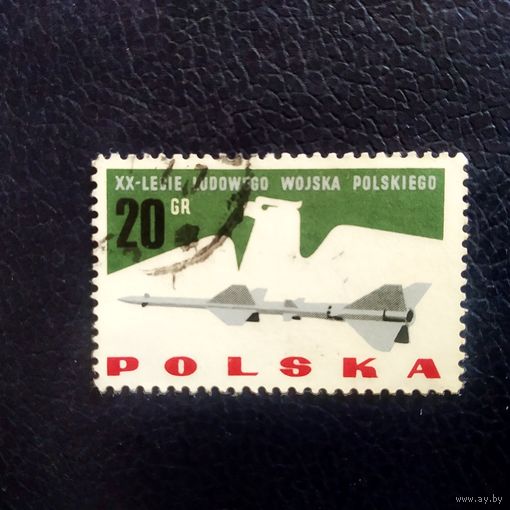 XX-LECIE LUDOWEGO WOJSKA POLSKIEGO
20 GR
POLSKA
www.ay.by